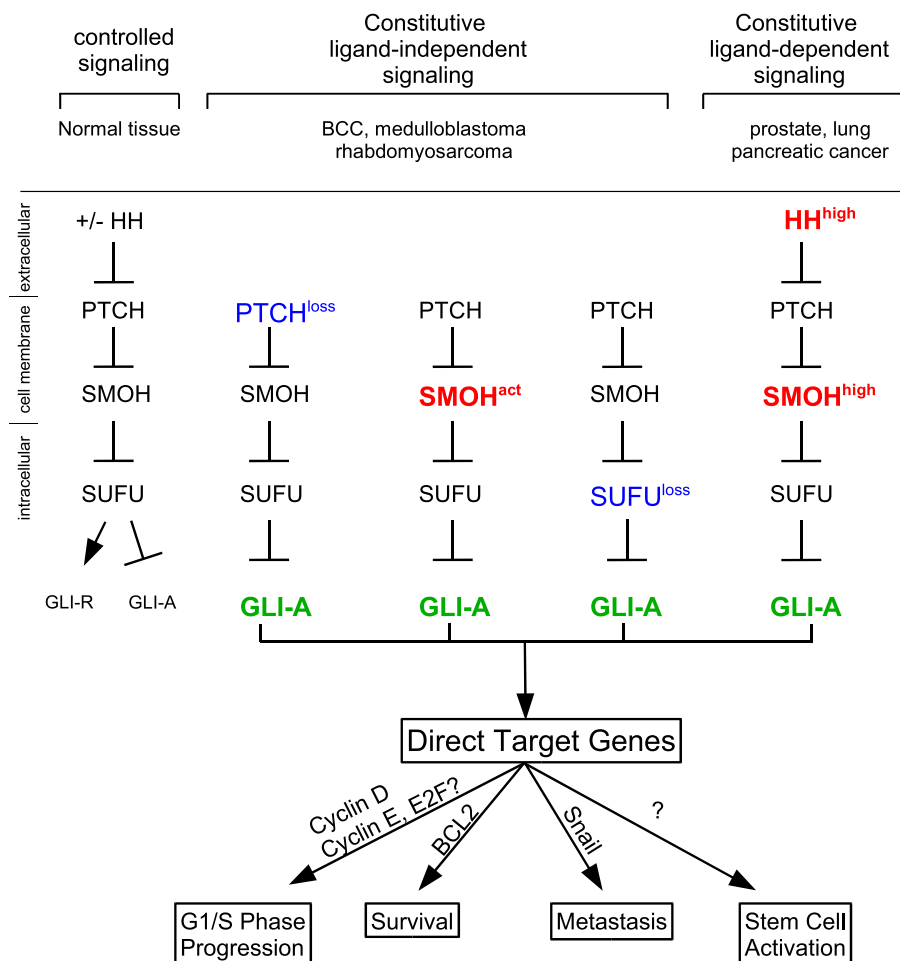 controlled
signaling
Constitutive
ligand-independent
signaling
Constitutive
ligand-dependent
signaling
Normal tissue
BCC, medulloblastoma
rhabdomyosarcoma
prostate, lung
pancreatic cancer
extracellular
+/- HH
HHhigh
cell membrane
PTCH
PTCHloss
PTCH
PTCH
PTCH
SMOH
SMOH
SMOHact
SMOH
SMOHhigh
intracellular
SUFU
SUFU
SUFU
SUFUloss
SUFU
GLI-R
GLI-A
GLI-A
GLI-A
GLI-A
GLI-A
Direct Target Genes
Cyclin D
Cyclin E, E2F?
BCL2
Snail
?
G1/S Phase
Progression
Survival
Metastasis
Stem Cell
Activation